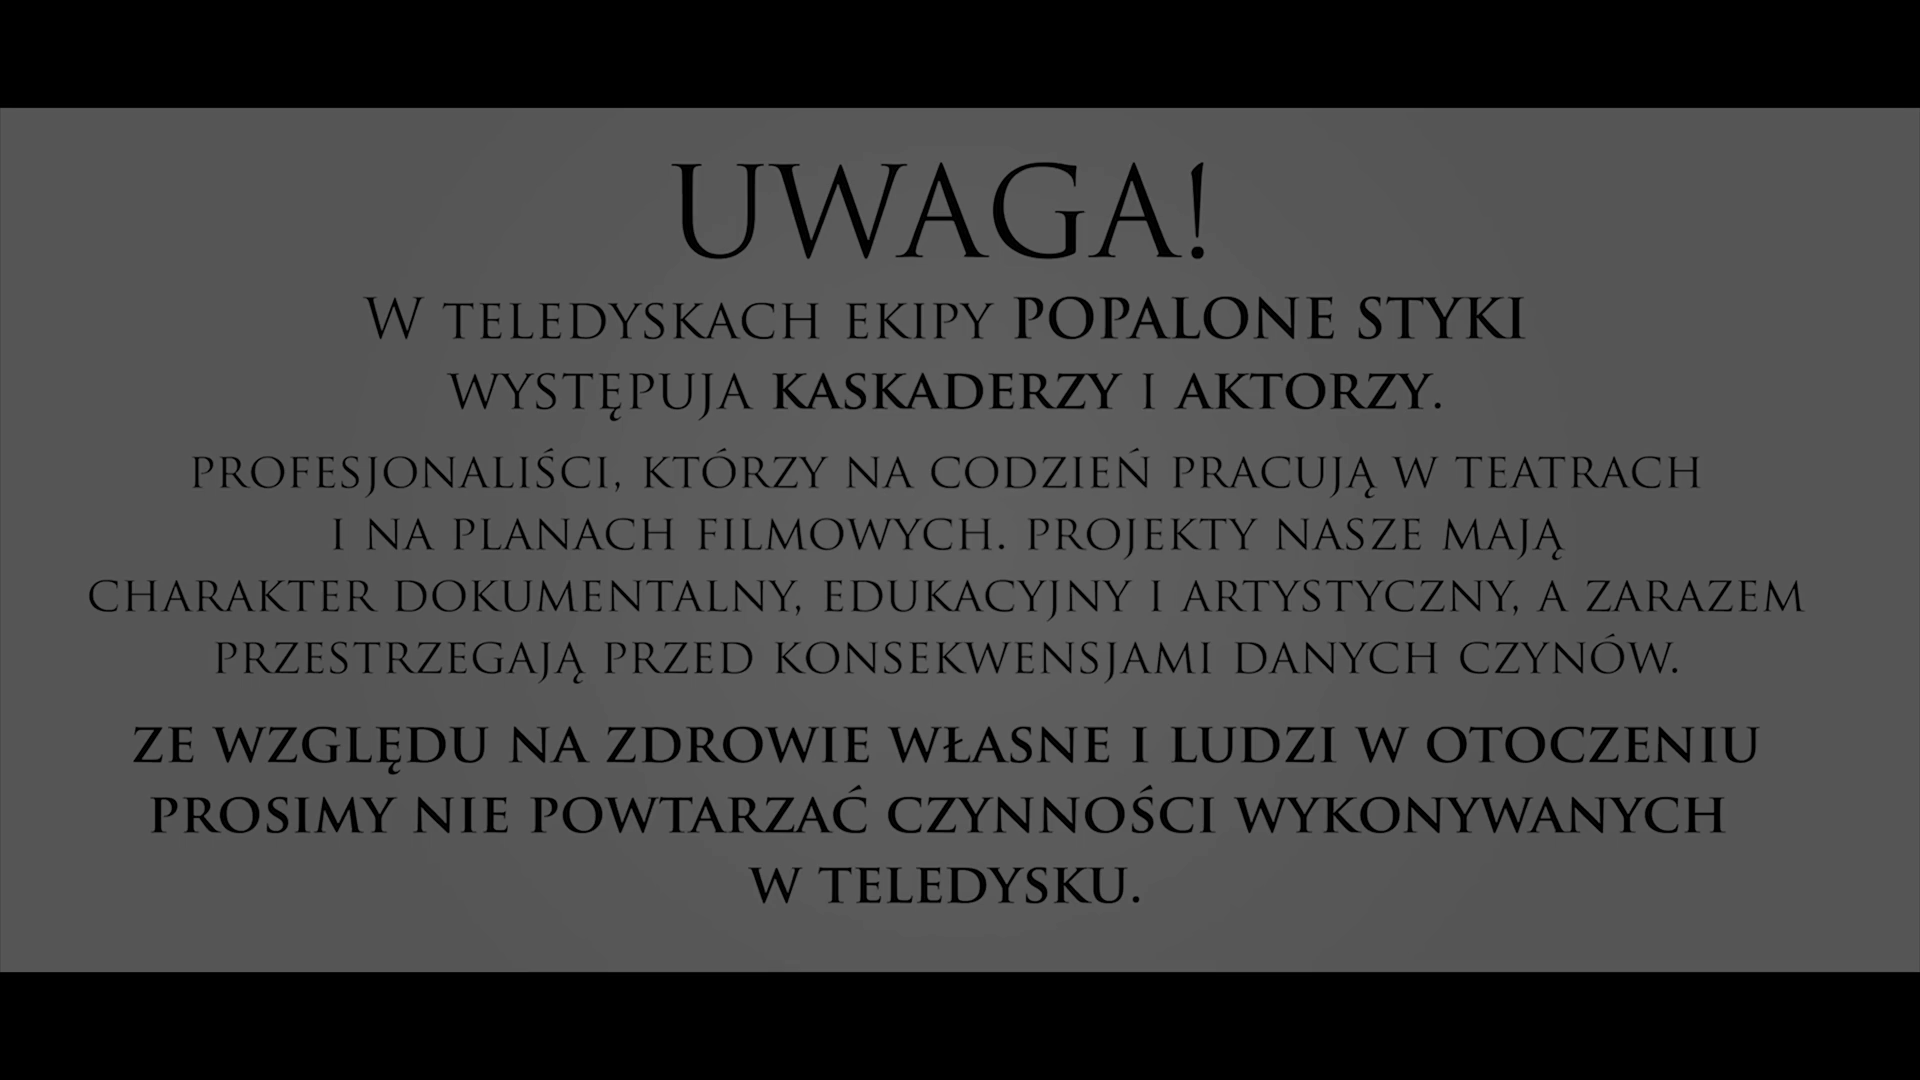 UWAGA!
W TELEDYSKACH EKIPY POPALONE STYKI
WYSTĘPUJA KASKADERZY I AKTORZY.
PROFESJONALIŚCI, KTÓRZY NA CODZIEŃ PRACUJĄ W TEATRACH
I NA PLANACH FILMOWYCH. PROJEKTY NASZE MAJĄ
CHARAKTER DOKUMENTALNY, EDUKACYJNY I ARTYSTYCZNY, A ZARAZEM
PRZESTRZEGAJĄ PRZED KONSEKWENSJAMI DANYCH CZYNÓW.
ZE WZGLĘDU NA ZDROWIE WŁASNE I LUDZI W OTOCZENIU
PROSIMY NIE POWTARZAĆ CZYNNOŚCI WYKONYWANYCH
W TELEDYSKU.